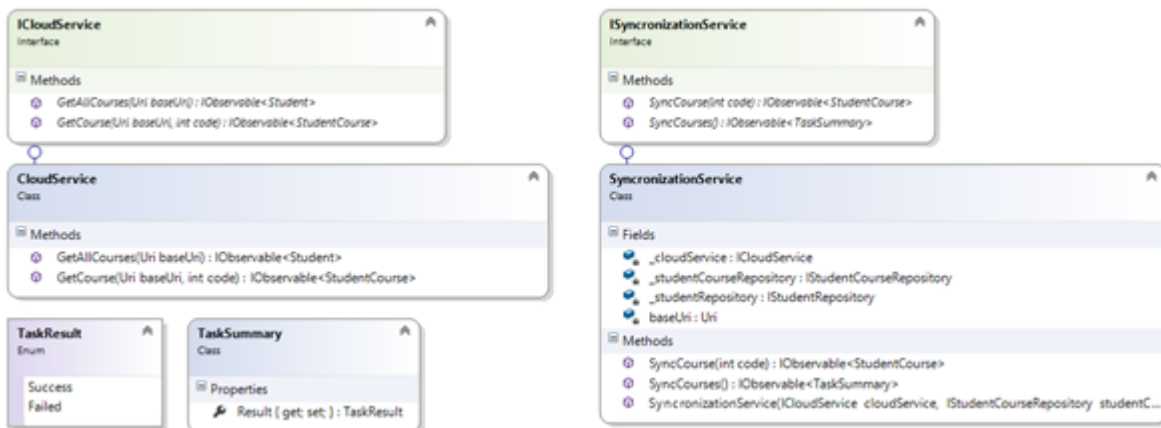 ICloudService
Interface
Methods
GetAllCourses(Uri baseUri) : IObservable<Student>
GetCourse(Uri baseUri, int code) : IObservable<StudentCourse>
CloudService
Class
Methods
GetAllCourses(Uri baseUri) : IObservable<Student>
GetCourse(Uri baseUri, int code) : IObservable<StudentCourse>
TaskResult
Enum
Success
Failed
TaskSummary
Class
Properties
Result { get; set; } : TaskResult
ISyncronizationService
Interface
Methods
SyncCourse(int code) : IObservable<StudentCourse>
SyncCourses() : IObservable<TaskSummary>
SyncronizationService
Class
Fields
_cloudService : ICloudService
_studentCourseRepository : IStudentCourseRepository
_studentRepository : IStudentRepository
baseUri : Uri
Methods
SyncCourse(int code) : IObservable<StudentCourse>
SyncCourses() : IObservable<TaskSummary>
SyncronizationService(ICloudService cloudService, IStudentCourseRepository studentC...